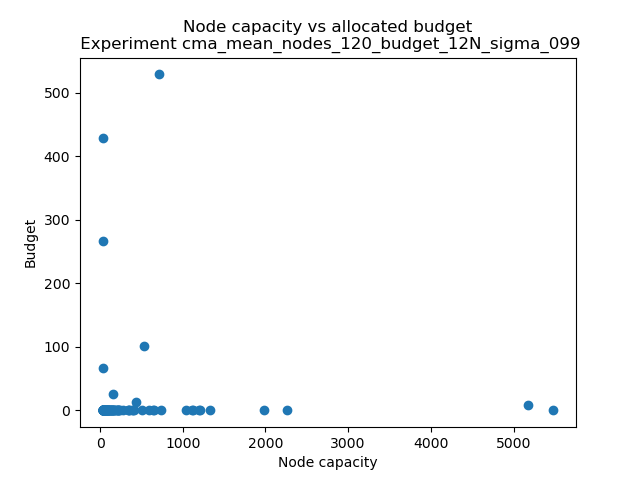 Node capacity vs allocated budget
Experiment cma_mean_nodes_120_budget_12N_sigma_099
500
400
300
200
100
0
Budget
0 1000 2000 3000 4000 5000
Node capacity